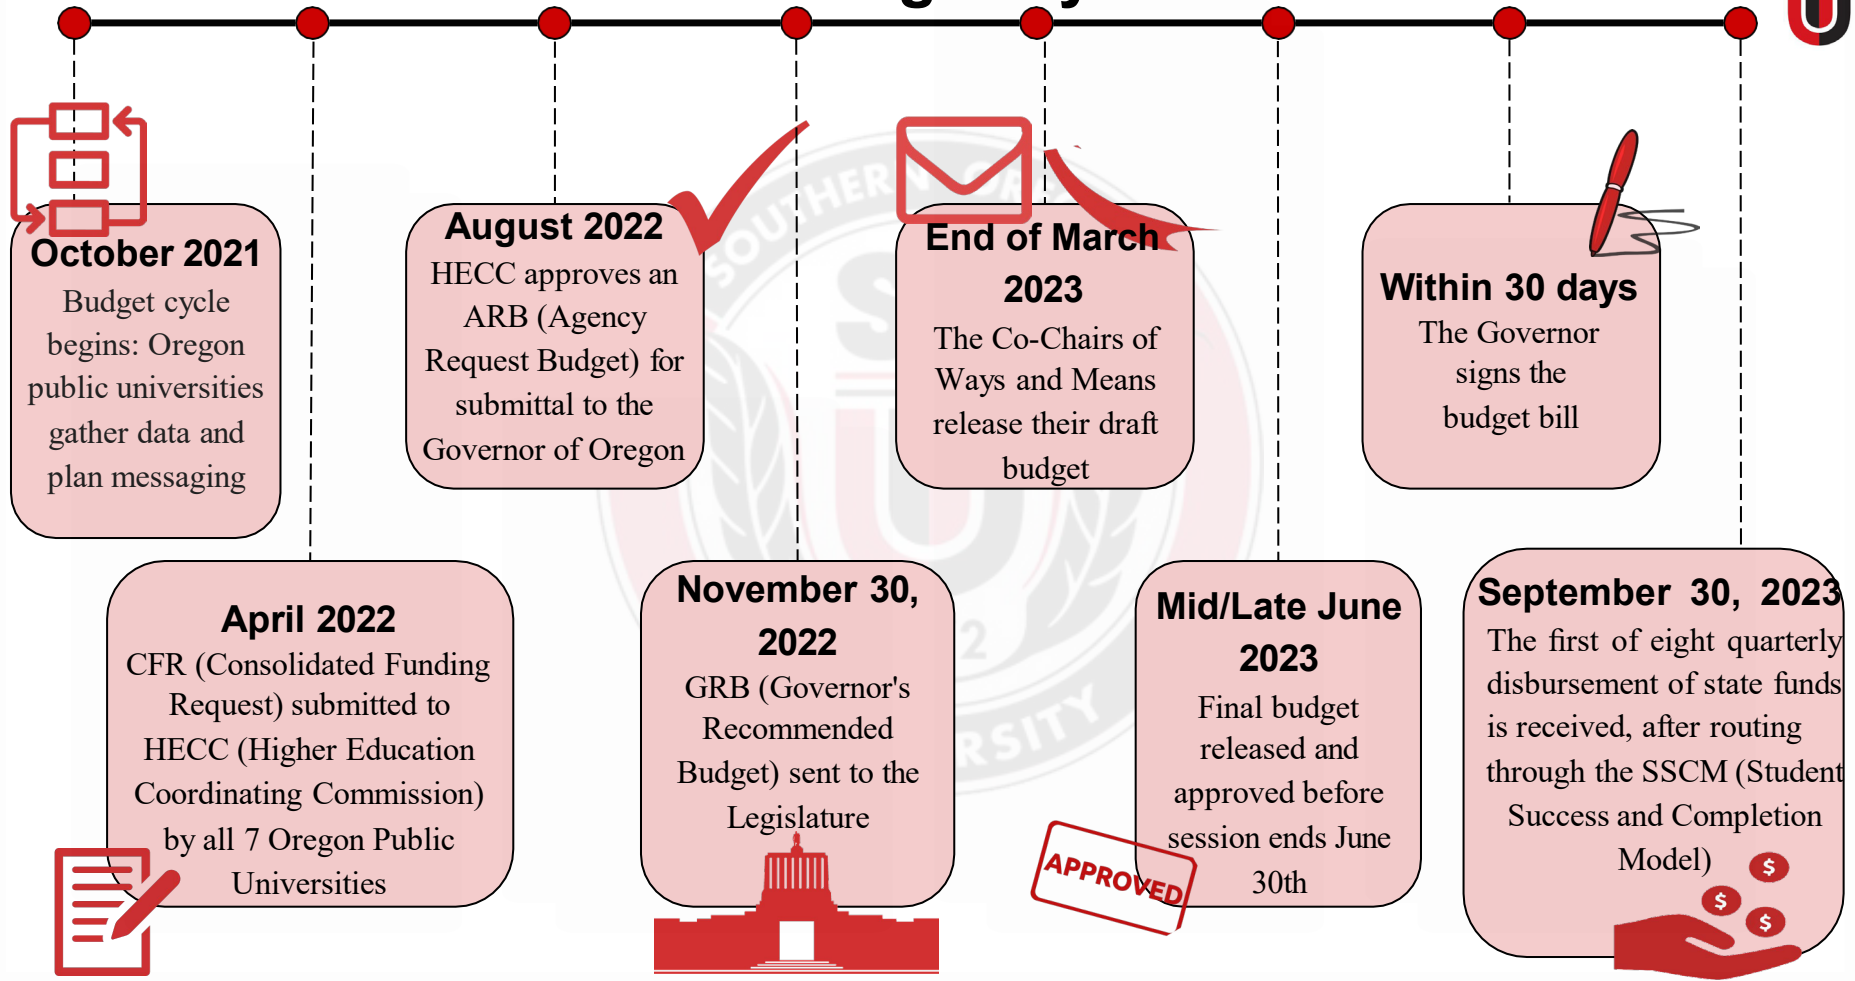 October 2021
Budget cycle
begins: Oregon
public universities
gather data and
plan messaging
April 2022
CFR (Consolidated Funding
Request) submitted to
HECC (Higher Education
Coordinating Commission)
by all 7 Oregon Public
Universities
August 2022
HECC approves an
ARB (Agency
Request Budget) for
submittal to the
Governor of Oregon
November 30,
2022
GRB (Governor's
Recommended
Budget) sent to the
Legislature
End of March
2023
The Co-Chairs of
Ways and Means
release their draft
budget
Mid/Late June
2023
Final budget
released and
approved before
session ends June
30th
APPROVED
Within 30 days
The Governor
signs the
budget bill
September 30, 2023
The first of eight quarterly
disbursement of state funds
is received, after routing
through the SSCM (Student
Success and Completion
Model)
$
$
$
SOUTHERN